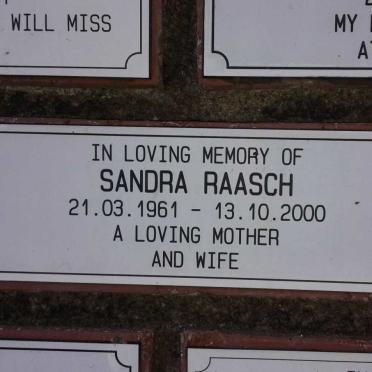 WILL MISS
MY
IN LOVING MEMORY OF
SANDRA RAASCH
21.03.1961 - 13.10.2000
A LOVING MOTHER
AND WIFE